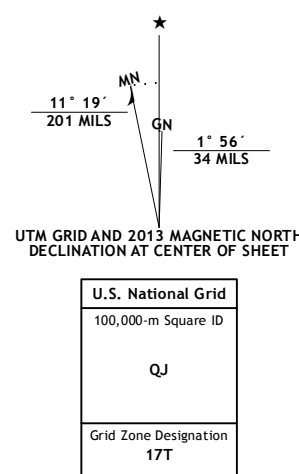 ★
MN
11° 19´
201 MILS
GN
1° 56´
34 MILS
UTM GRID AND 2013 MAGNETIC NORTH
DECLINATION AT CENTER OF SHEET
U.S. National Grid
100,000-m Square ID
QJ
Grid Zone Designation
17T